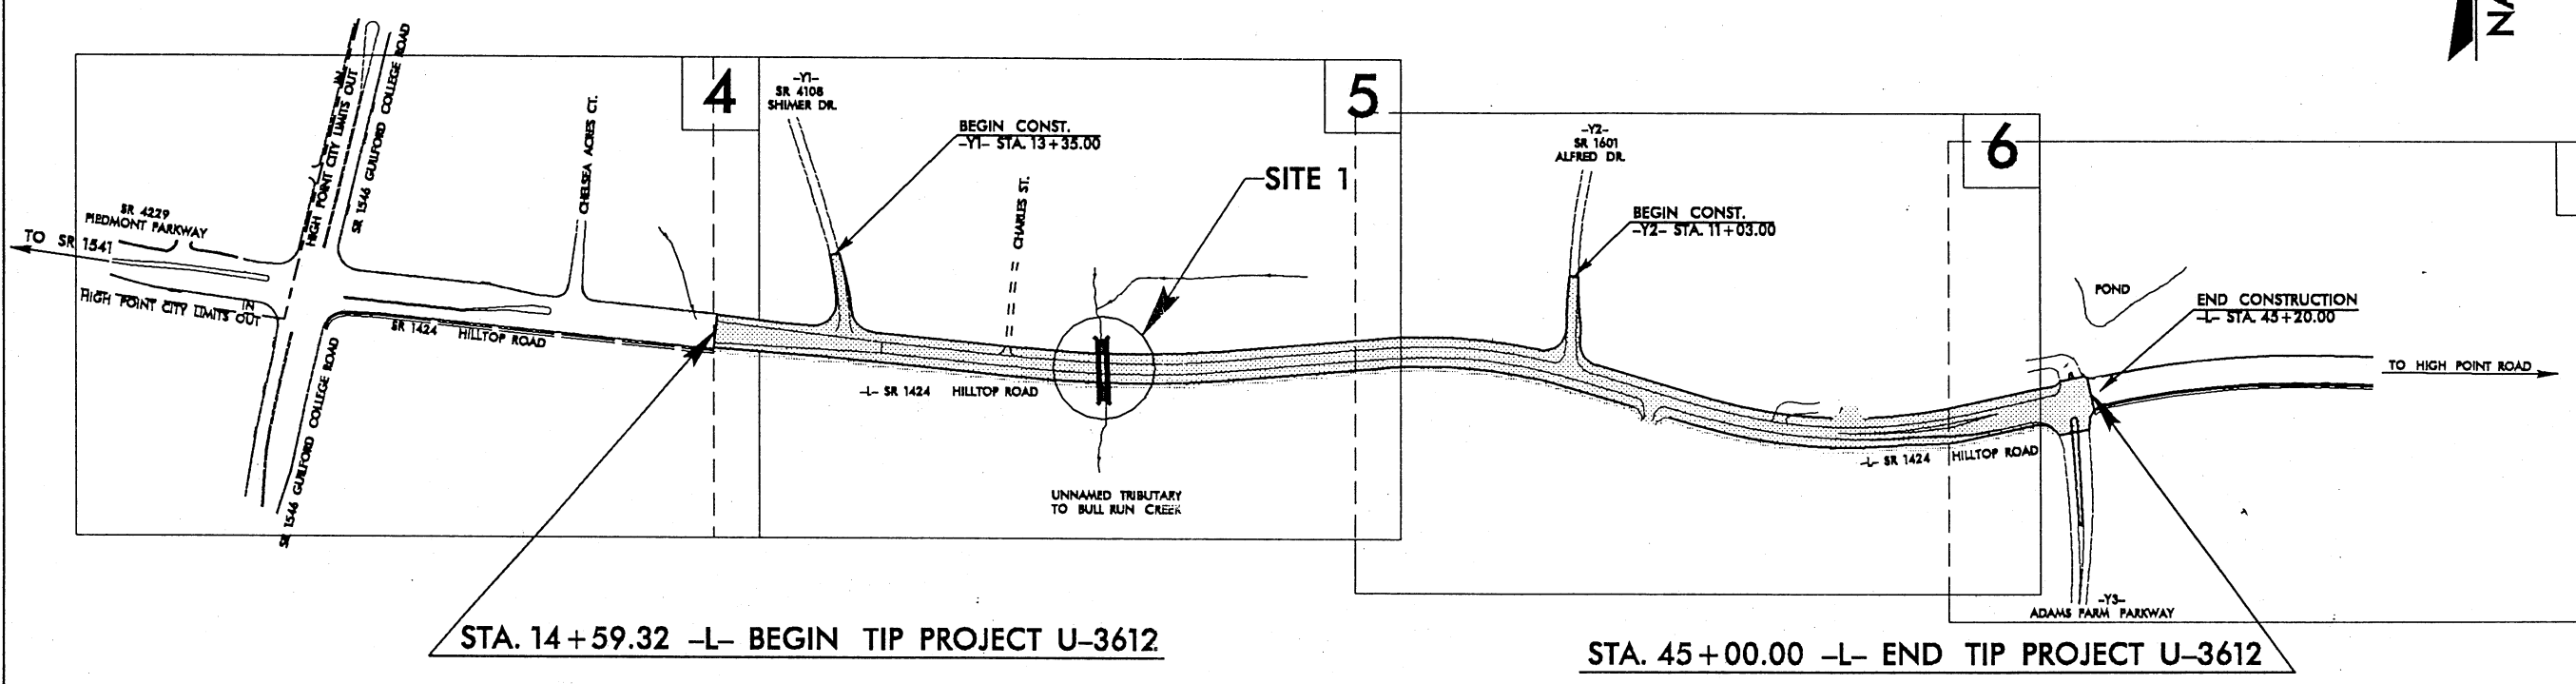 4
5
6
-Y1-
SR 4108
SHIMER DR.
BEGIN CONST.
-Y1- STA. 13+35.00
SITE 1
-Y2-
SR 1601
ALFRED DR.
BEGIN CONST.
-Y2- STA. 11+03.00
IN
HIGH POINT CITY LIMITS OUT
SR 1546 GUILFORD COLLEGE ROAD
CHELSEA ACRES CT.
CHARLES ST.
SR 4229
PIEDMONT PARKWAY
TO SR 1541
IN
HIGH POINT CITY LIMITS OUT
SR 1424 HILLTOP ROAD
SR 1546 GUILFORD COLLEGE ROAD
-L- SR 1424 HILLTOP ROAD
UNNAMED TRIBUTARY
TO BULL RUN CREEK
POND
END CONSTRUCTION
-L- STA. 45+20.00
TO HIGH POINT ROAD
-L- SR 1424 HILLTOP ROAD
-Y3-
ADAMS FARM PARKWAY
STA. 14+59.32 -L- BEGIN TIP PROJECT U-3612
STA. 45+00.00 -L- END TIP PROJECT U-3612